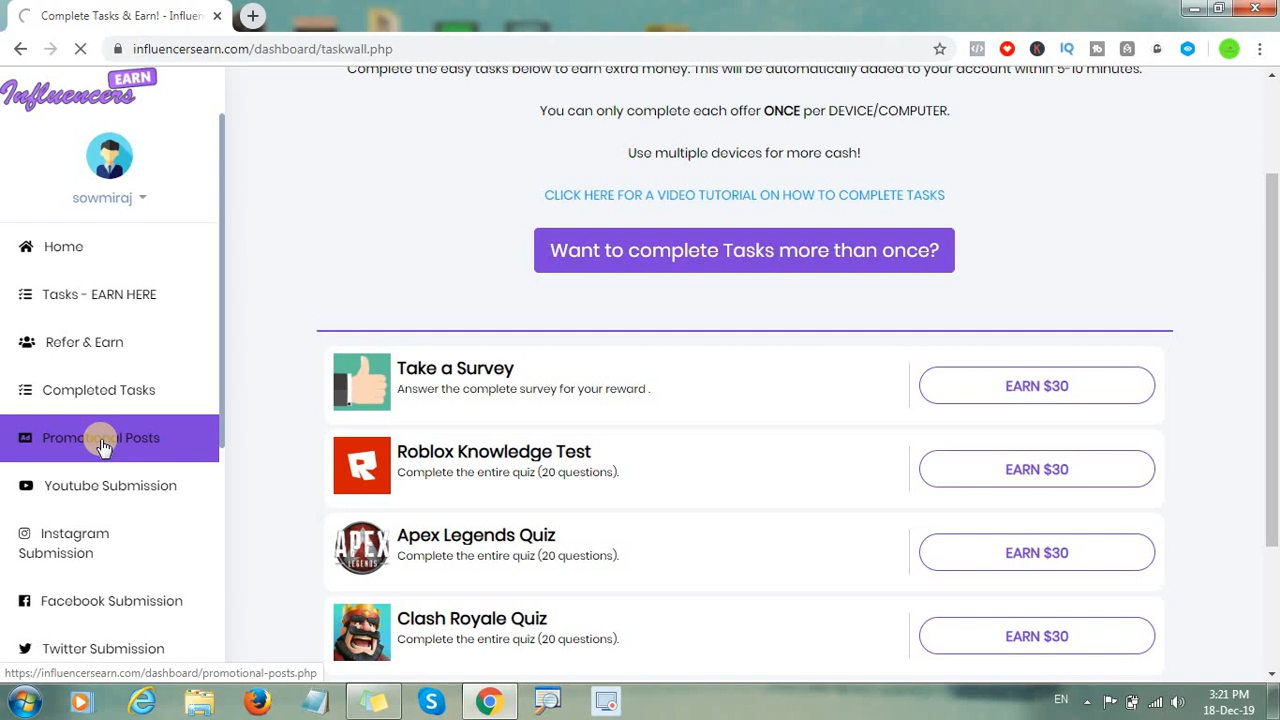 Complete Tasks & Earn! - Influen
influencersearn.com/dashboard/taskwall.php
IQ
EARN
Influencers
sowmiraj
Home
Tasks - EARN HERE
Refer & Earn
Completed Tasks
Ad Promotional Posts
Youtube Submission
Instagram
Submission
Facebook Submission
Twitter Submission
https://influencersearn.com/dashboard/promotional-posts.php
Complete the easy tasks below to earn extra money. This will be automatically added to your account within 5-10 minutes.
You can only complete each offer ONCE per DEVICE/COMPUTER.
Use multiple devices for more cash!
CLICK HERE FOR A VIDEO TUTORIAL ON HOW TO COMPLETE TASKS
Want to complete Tasks more than once?
Take a Survey
Answer the complete survey for your reward .
EARN $30
Roblox Knowledge Test
Complete the entire quiz (20 questions).
EARN $30
APEX
Apex Legends Quiz
Complete the entire quiz (20 questions).
EARN $30
Clash Royale Quiz
Complete the entire quiz (20 questions).
EARN $30
EN
3:21 PM
18-Dec-19